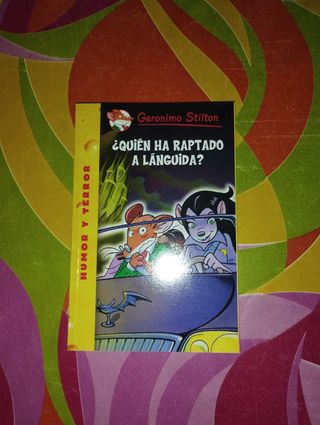 Geronimo Stilton
¿QUIÉN HA RAPTADO
A LÁNGUIDA?
HUMOR Y TERROR